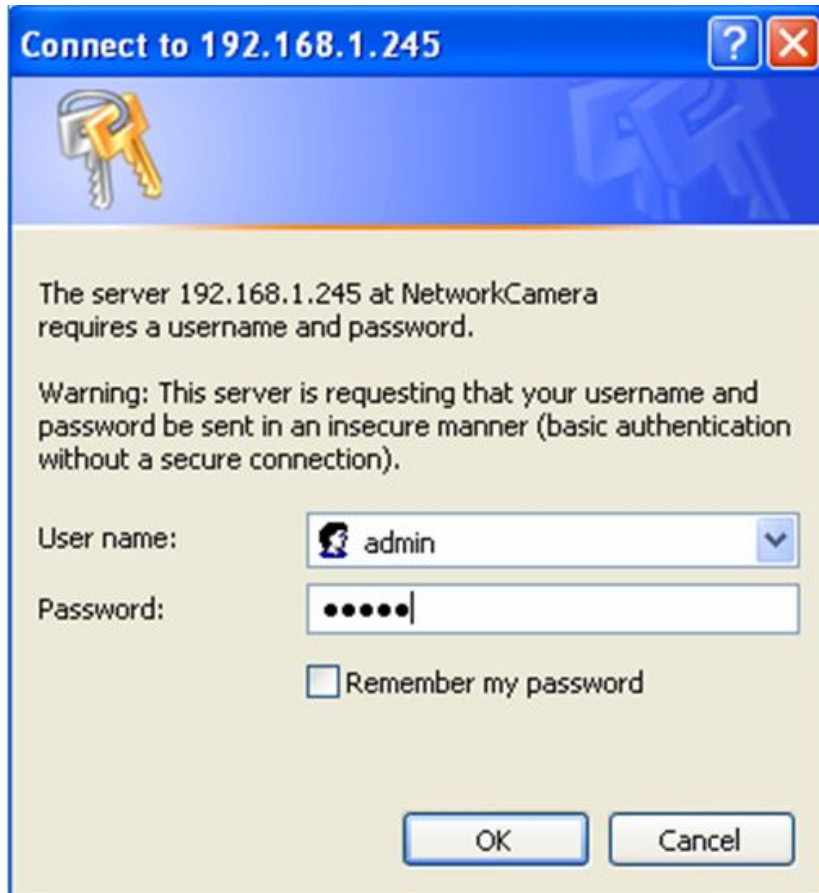 Connect to 192.168.1.245
The server 192.168.1.245 at NetworkCamera
requires a username and password.
Warning: This server is requesting that your username and
password be sent in an insecure manner (basic authentication
without a secure connection).
User name:
admin
Password:
•••••
Remember my password
OK
Cancel